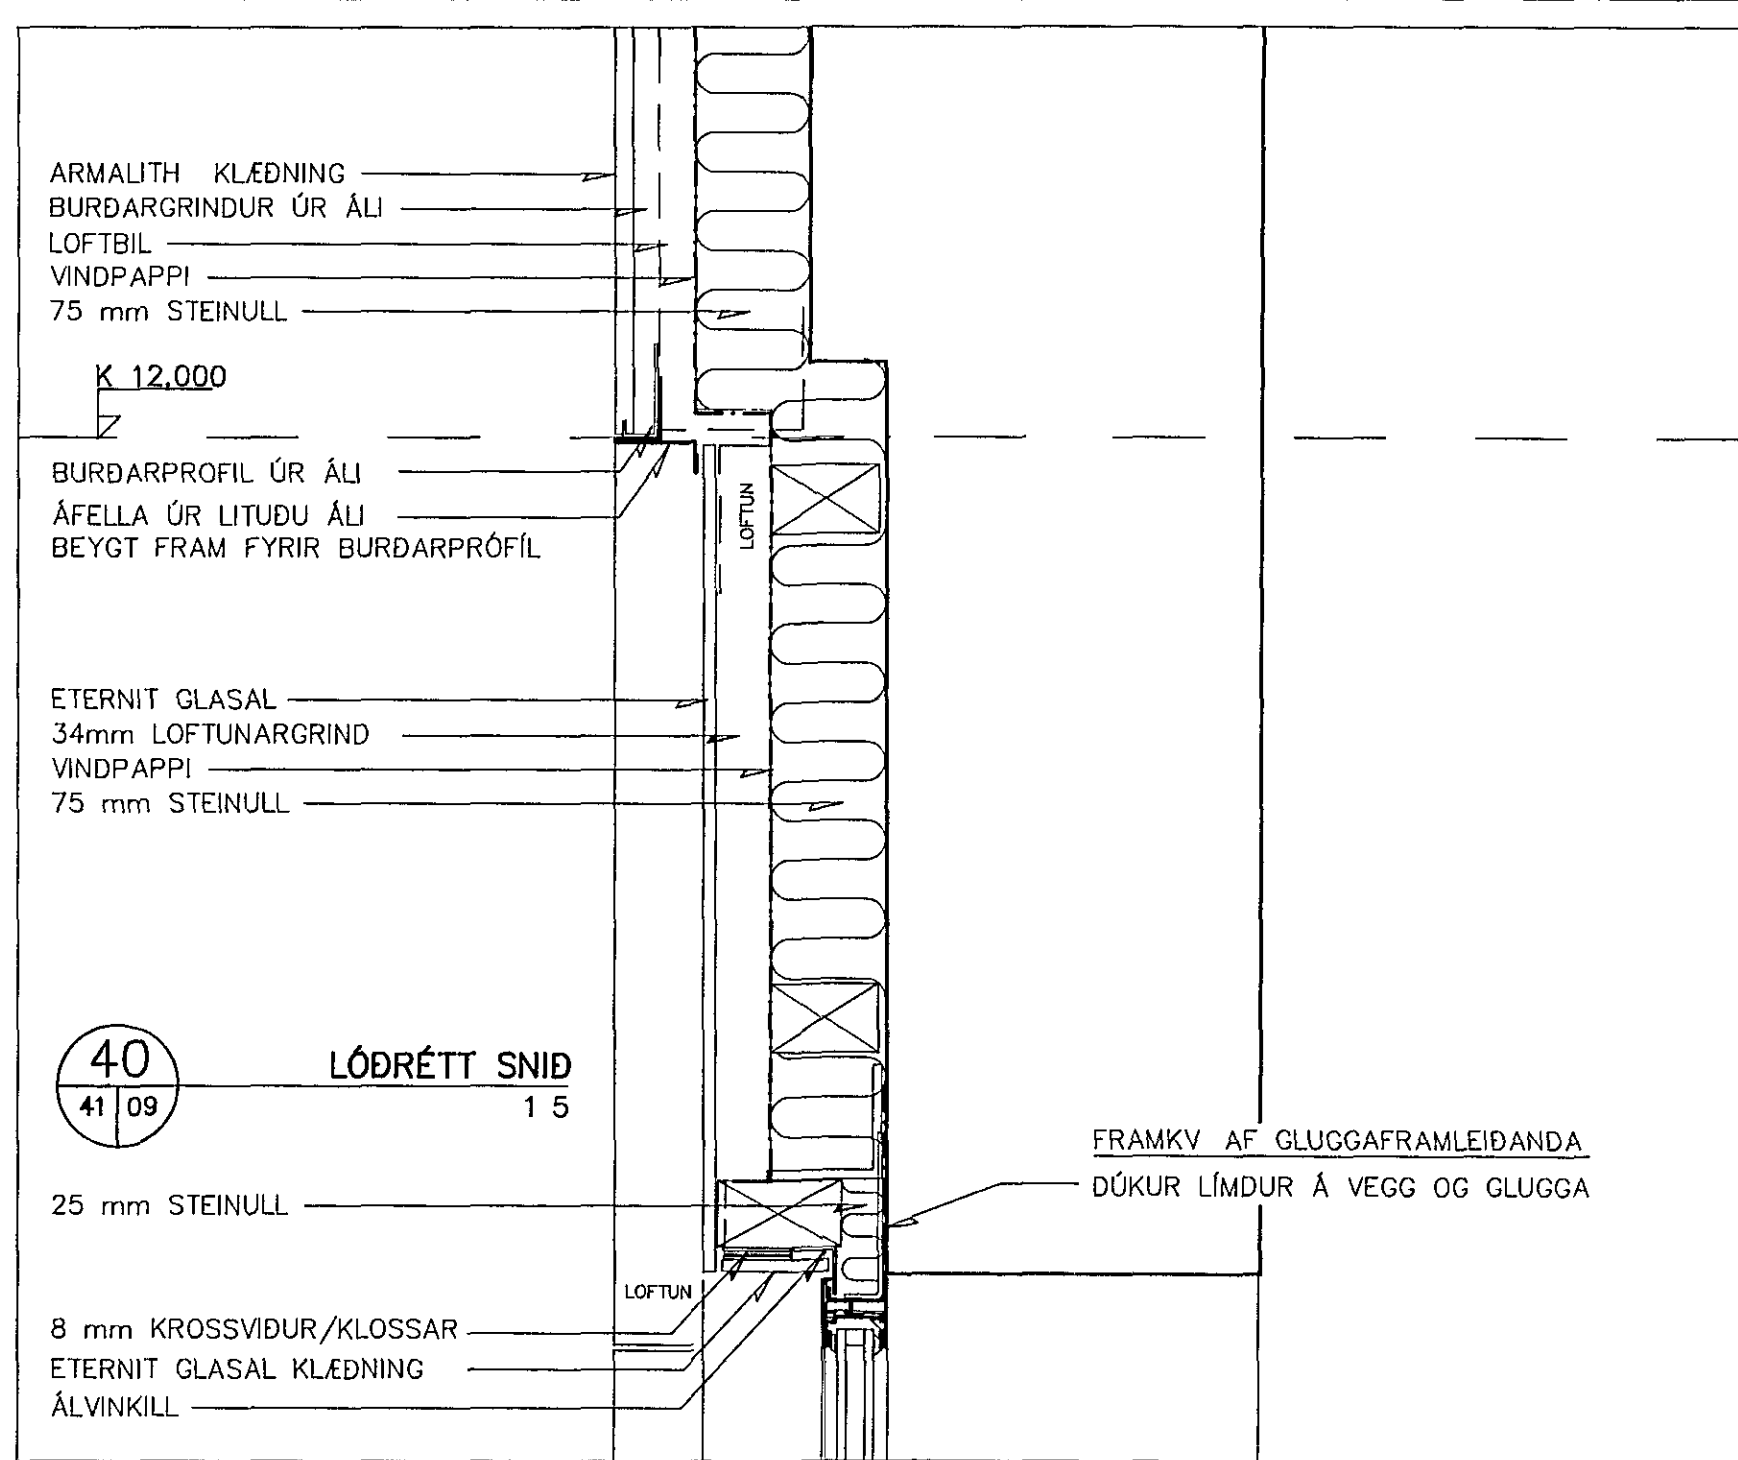 ARMALITH KLÆÐNING
BURÐARGRINDUR ÚR ÁLI
LOFTBIL
VINDPAPPI
75 mm STEINULL
K 12,000
BURÐARPROFIL ÚR ÁLI
ÁFELLA ÚR LITUÐU ÁLI
BEYGT FRAM FYRIR BURÐARPRÓFÍL
LOFTUN
ETERNIT GLASAL
34mm LOFTUNARGRIND
VINDPAPPI
75 mm STEINULL
40
41 09
LÓÐRÉTT SNIÐ
1 5
FRAMKV AF GLUGGAFRAMLEIÐANDA
DÚKUR LÍMDUR Á VEGG OG GLUGGA
25 mm STEINULL
LOFTUN
8 mm KROSSVIÐUR/KLOSSAR
ETERNIT GLASAL KLÆÐNING
ÁLVINKILL